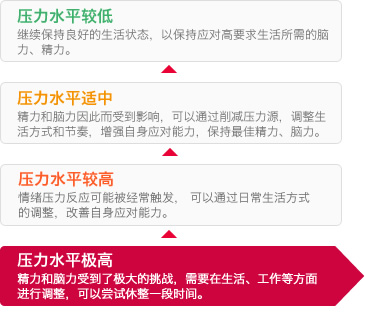 压力水平较低
继续保持良好的生活状态，以保持应对高要求生活所需的脑
力、精力。
压力水平适中
精力和脑力因此而受到影响，可以通过削减压力源，调整生
活方式和节奏，增强自身应对能力，保持最佳精力、脑力。
压力水平较高
情绪压力反应可能被经常触发， 可以通过日常生活方式
的调整，改善自身应对能力。
压力水平极高
精力和脑力受到了极大的挑战，需要在生活、工作等方面
进行调整，可以尝试休整一段时间。